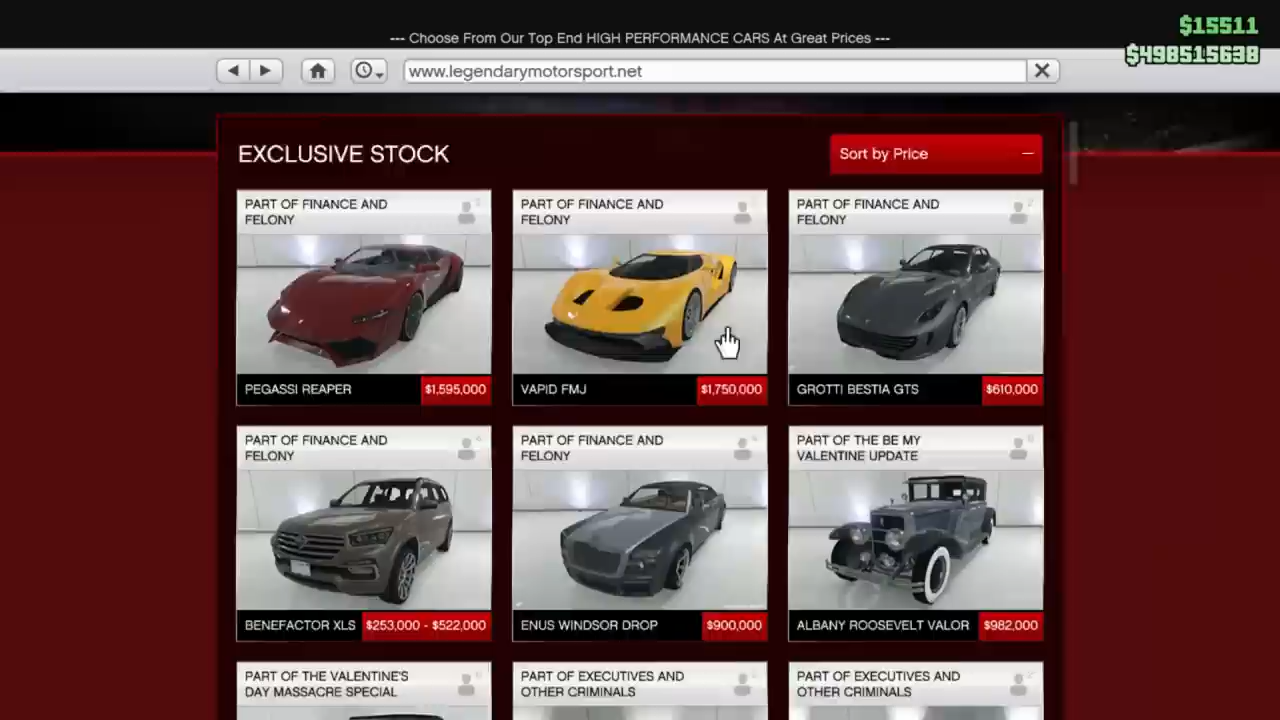 --- Choose From Our Top End HIGH PERFORMANCE CARS At Great Prices ---
$15511
$498515638
www.legendarymotorsport.net
EXCLUSIVE STOCK
Sort by Price
PART OF FINANCE AND
FELONY
PEGASSI REAPER
$1,595,000
PART OF FINANCE AND
FELONY
VAPID FMJ
$1,750,000
PART OF FINANCE AND
FELONY
GROTTI BESTIA GTS
$610,000
PART OF FINANCE AND
FELONY
BENEFACTOR XLS
$253,000 - $522,000
PART OF FINANCE AND
FELONY
ENUS WINDSOR DROP
$900,000
PART OF THE BE MY
VALENTINE UPDATE
ALBANY ROOSEVELT VALOR
$982,000
PART OF THE VALENTINE'S
DAY MASSACRE SPECIAL
PART OF EXECUTIVES AND
OTHER CRIMINALS
PART OF EXECUTIVES AND
OTHER CRIMINALS